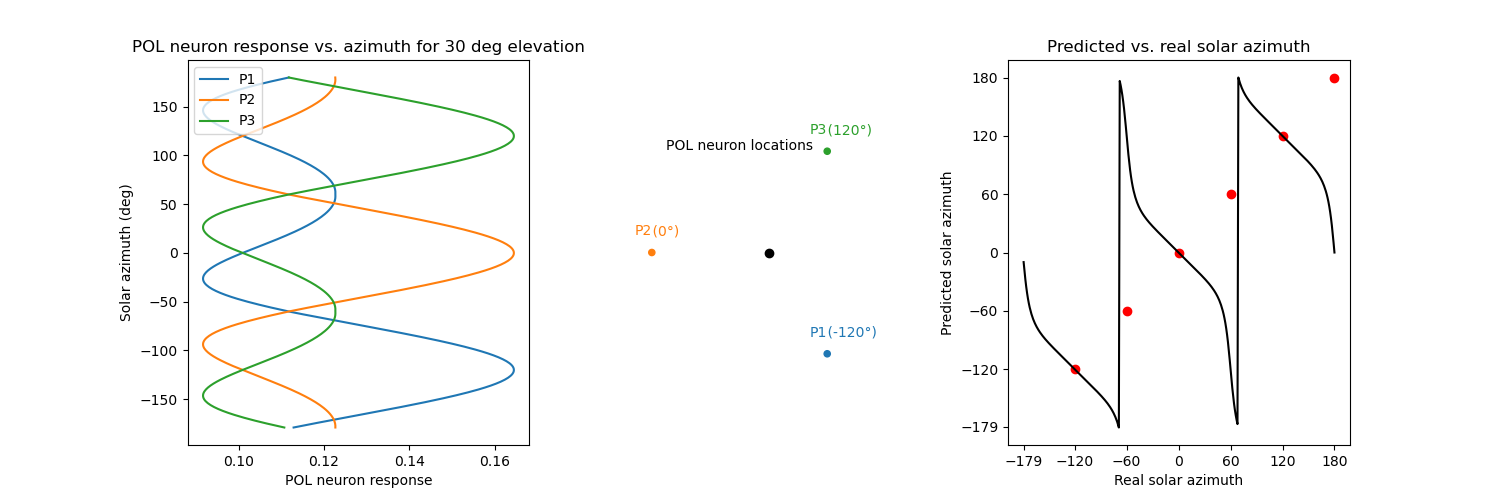 POL neuron response vs. azimuth for 30 deg elevation
P1
P2
P3
Solar azimuth (deg)
150
100
50
0
−50
−100
−150
0.10
0.12
0.14
0.16
POL neuron response
P3(120°)
POL neuron locations
P2(0°)
P1(-120°)
Predicted vs. real solar azimuth
Predicted solar azimuth
180
120
60
0
−60
−120
−179
−179
−120
−60
0
60
120
180
Real solar azimuth